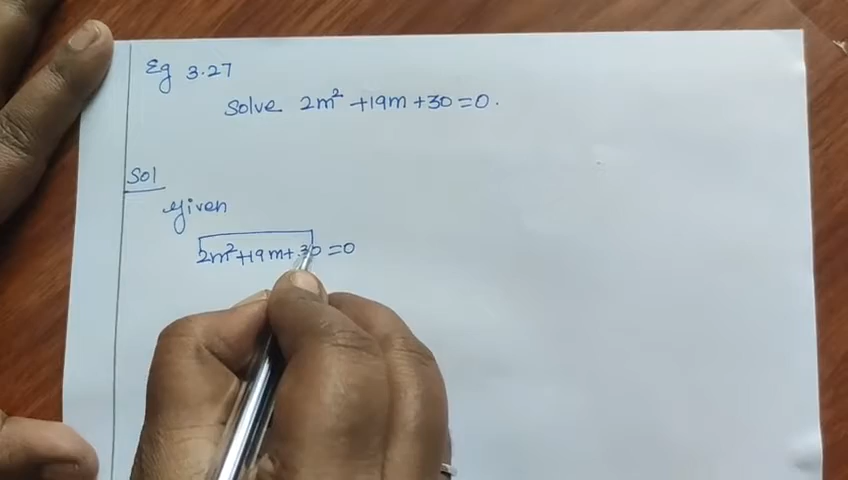 Eg 3.27
Solve 2m² +19m +30 =0.
Sol
Given
2m²+19m+30 =0